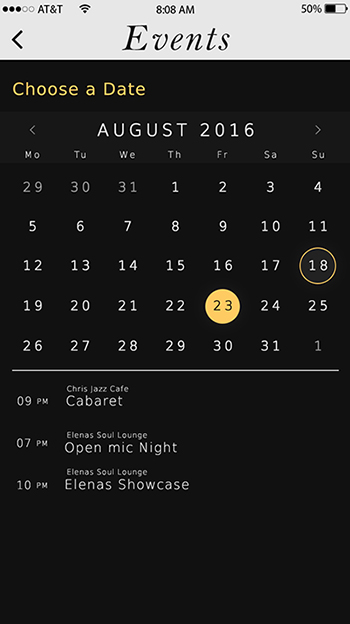 AT&T 8:08 AM 50%
Events
Choose a Date
AUGUST 2016
Mo Tu We Th Fr Sa Su
29 30 31 1 2 3 4
5 6 7 8 9 10 11
12 13 14 15 16 17 18
19 20 21 22 23 24 25
26 27 28 29 30 31 1
Chris Jazz Cafe
09 PM Cabaret
Elenas Soul Lounge
07 PM Open mic Night
Elenas Soul Lounge
10 PM Elenas Showcase